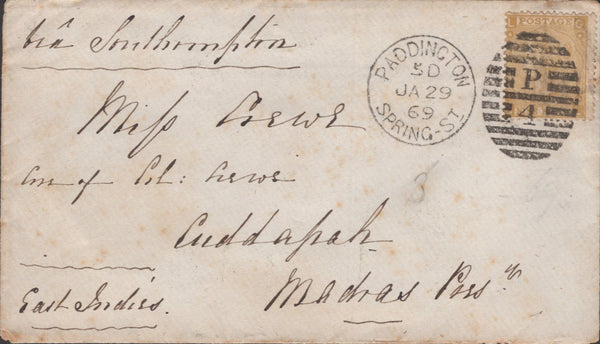 via Southampton
L POSTAGE G
PADDINGTON
5D
JA 29
69
SPRING-ST
P
4
Miss Crewe
Care of Col: Crewe
Cuddapah
Madras Pres.
East Indies.